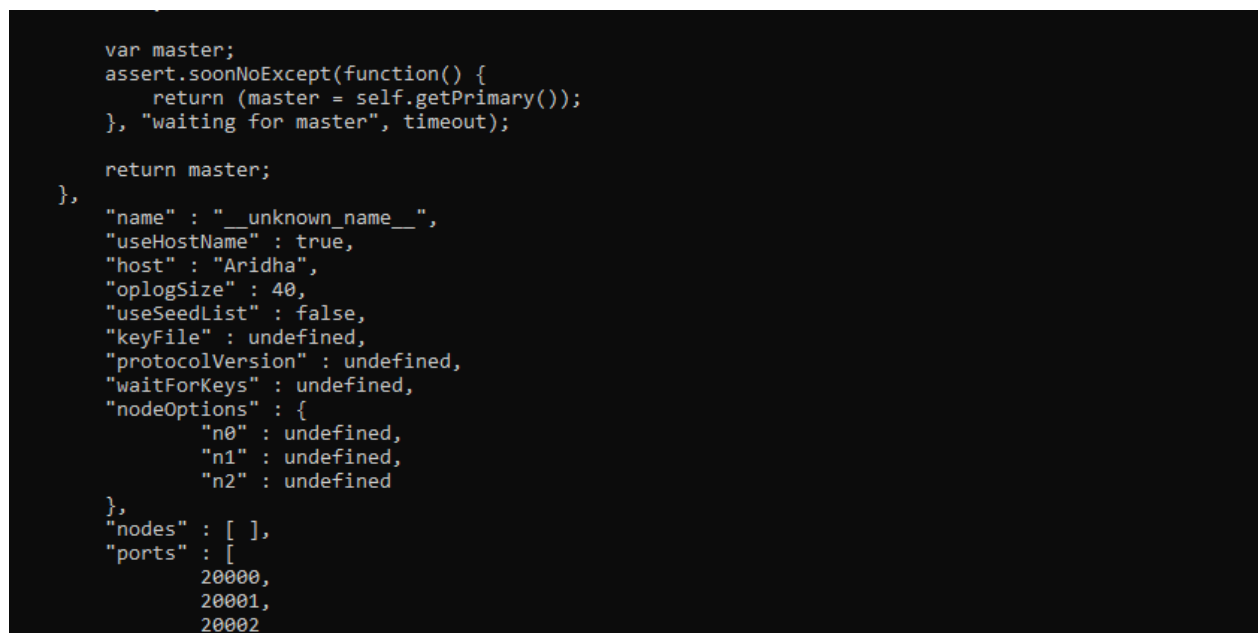 var master;
assert.soonNoExcept(function() {
return (master = self.getPrimary());
}, "waiting for master", timeout);
return master;
},
"name" : "__unknown_name__",
"useHostName" : true,
"host" : "Aridha",
"oplogSize" : 40,
"useSeedList" : false,
"keyFile" : undefined,
"protocolVersion" : undefined,
"waitForKeys" : undefined,
"nodeOptions" : {
"n0" : undefined,
"n1" : undefined,
"n2" : undefined
},
"nodes" : [ ],
"ports" : [
20000,
20001,
20002